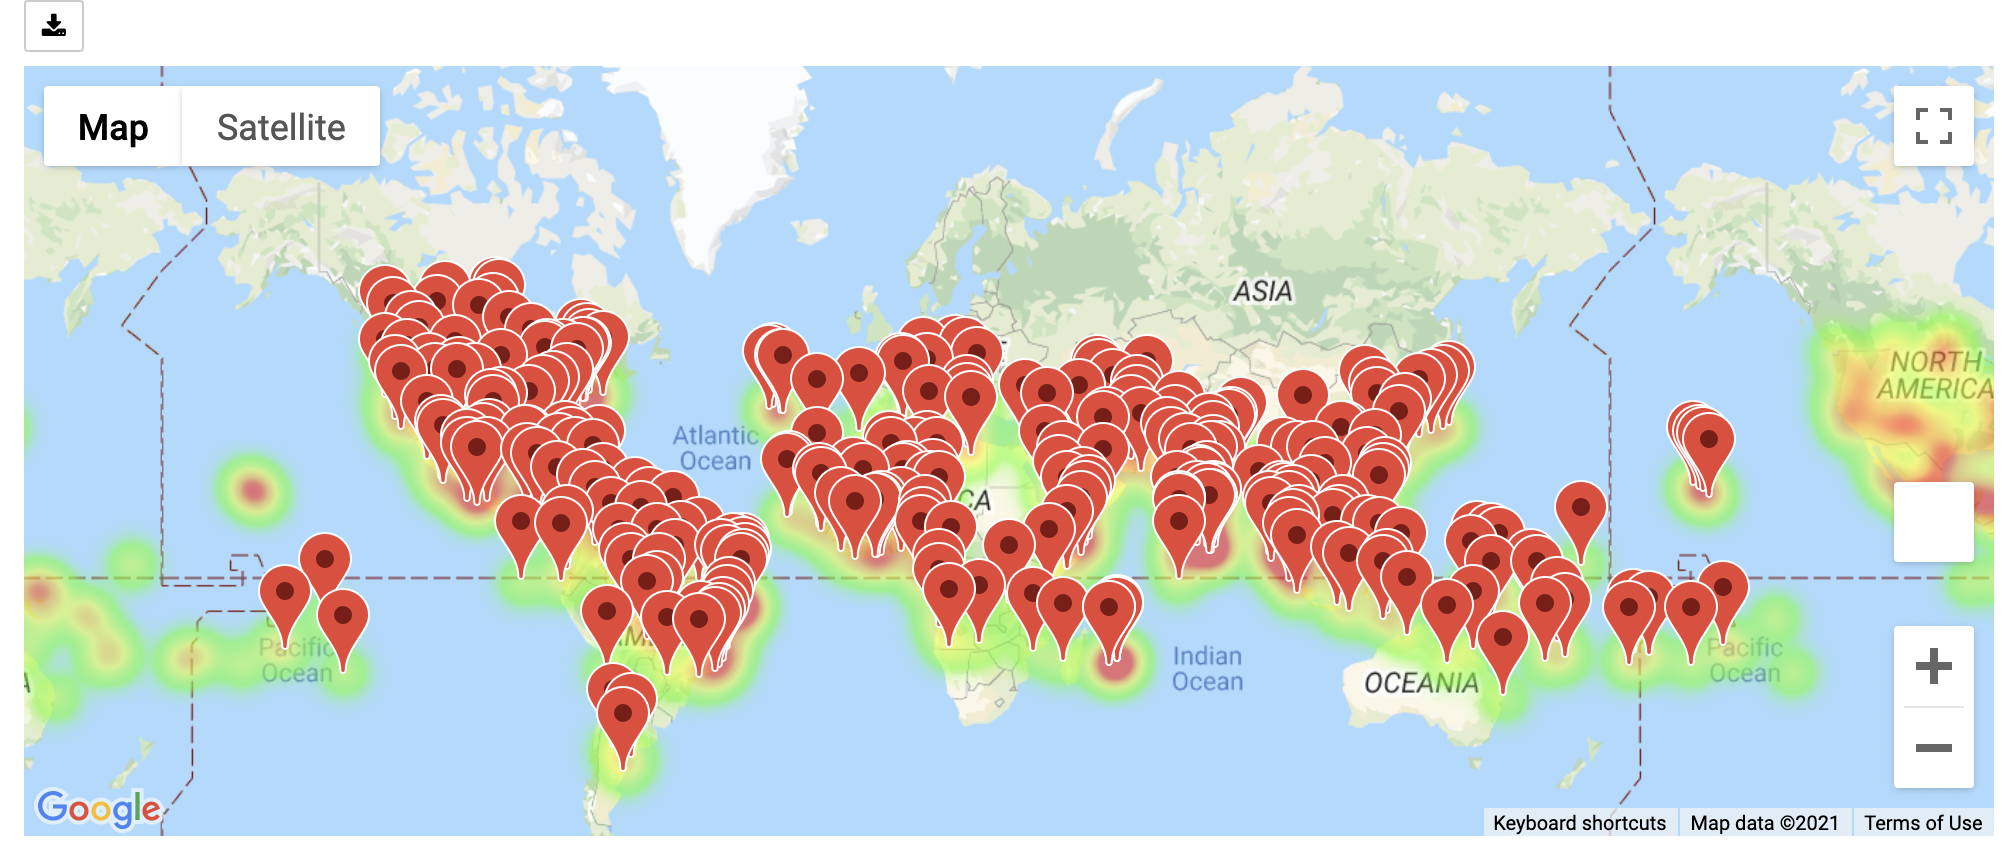 Map
Satellite
ASIA
NORTH
AMERICA
Atlantic
Ocean
CA
Pacific
Ocean
AM
Indian
Ocean
OCEANIA
Pacific
Ocean
A
Google
Keyboard shortcuts
Map data ©2021
Terms of Use